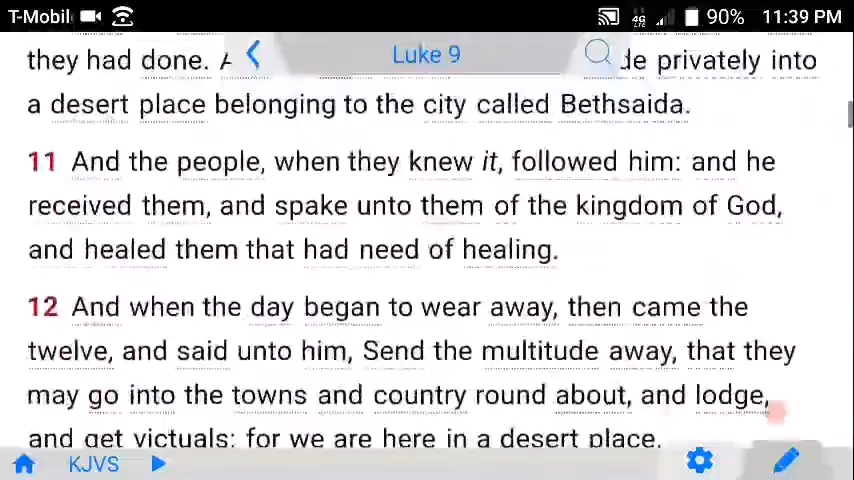 T-Mobil 4G LTE 90% 11:39 PM
Luke 9
they had done. privately into
a desert place belonging to the city called Bethsaida.
11 And the people, when they knew it, followed him: and he
received them, and spake unto them of the kingdom of God,
and healed them that had need of healing.
12 And when the day began to wear away, then came the
twelve, and said unto him, Send the multitude away, that they
may go into the towns and country round about, and lodge,
and get victuals: for we are here in a desert place.
KJVS